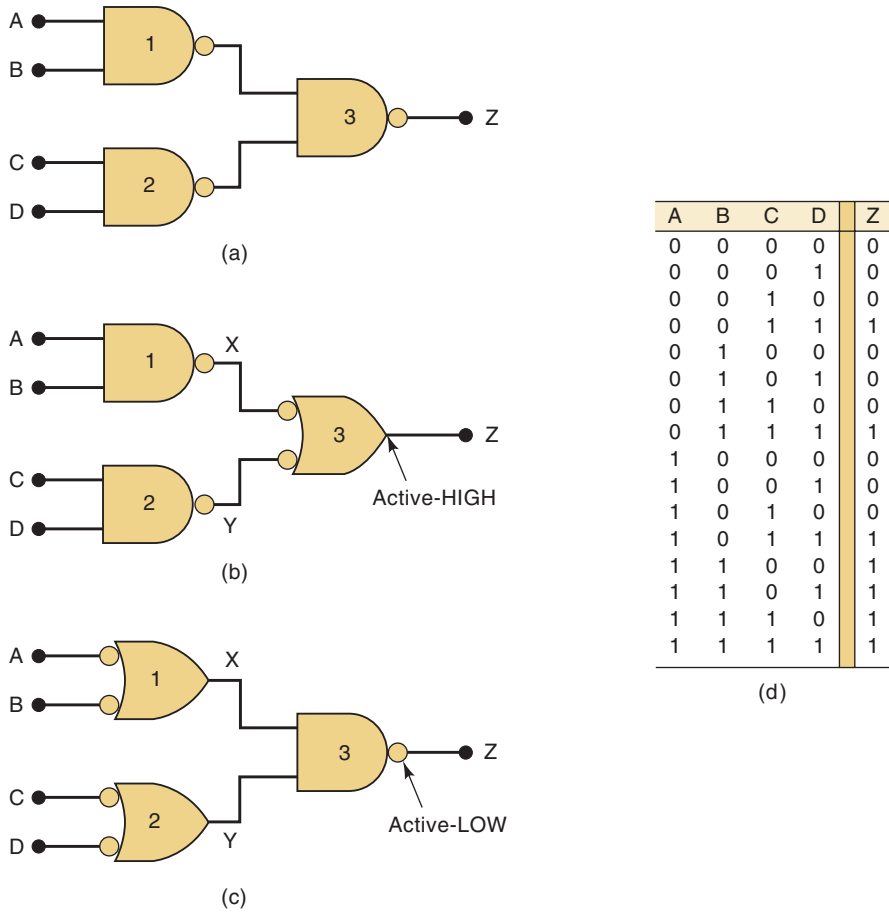 A
B
1
3
Z
C
D
2
(a)
A
B
1
X
3
Z
Active-HIGH
C
D
2
Y
(b)
A
B
1
X
3
Z
Active-LOW
C
D
2
Y
(c)
A B C D Z
0 0 0 0 0
0 0 0 1 0
0 0 1 0 0
0 0 1 1 1
0 1 0 0 0
0 1 0 1 0
0 1 1 0 0
0 1 1 1 1
1 0 0 0 0
1 0 0 1 0
1 0 1 0 0
1 0 1 1 1
1 1 0 0 1
1 1 0 1 1
1 1 1 0 1
1 1 1 1 1
(d)